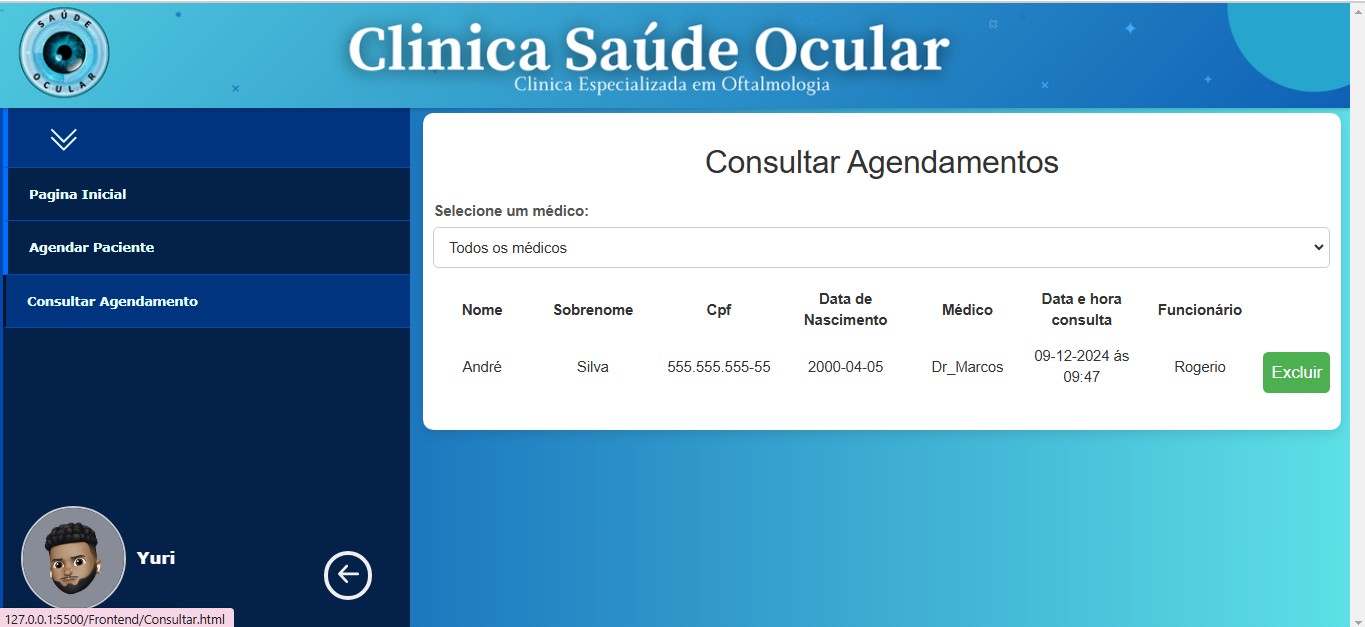 SAÚDE
OCULAR
Clinica Saúde Ocular
Clinica Especializada em Oftalmologia
Pagina Inicial
Agendar Paciente
Consultar Agendamento
Yuri
Consultar Agendamentos
Selecione um médico:
Todos os médicos
Nome Sobrenome Cpf Data de Nascimento Médico Data e hora consulta Funcionário
André Silva 555.555.555-55 2000-04-05 Dr_Marcos 09-12-2024 ás 09:47 Rogerio Excluir
127.0.0.1:5500/Frontend/Consultar.html